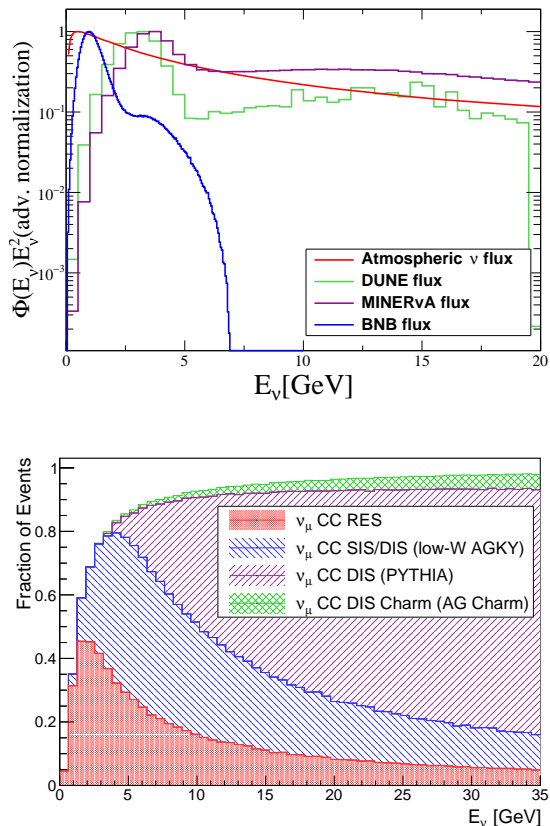 Φ(E_ν)E_ν^2(adv. normalization)
1
10^-1
10^-2
10^-3
Atmospheric ν flux
DUNE flux
MINERvA flux
BNB flux
0 5 10 15 20
E_ν[GeV]
Fraction of Events
1
0.8
0.6
0.4
0.2
0
ν_μ CC RES
ν_μ CC SIS/DIS (low-W AGKY)
ν_μ CC DIS (PYTHIA)
ν_μ CC DIS Charm (AG Charm)
0 5 10 15 20 25 30 35
E_ν [GeV]